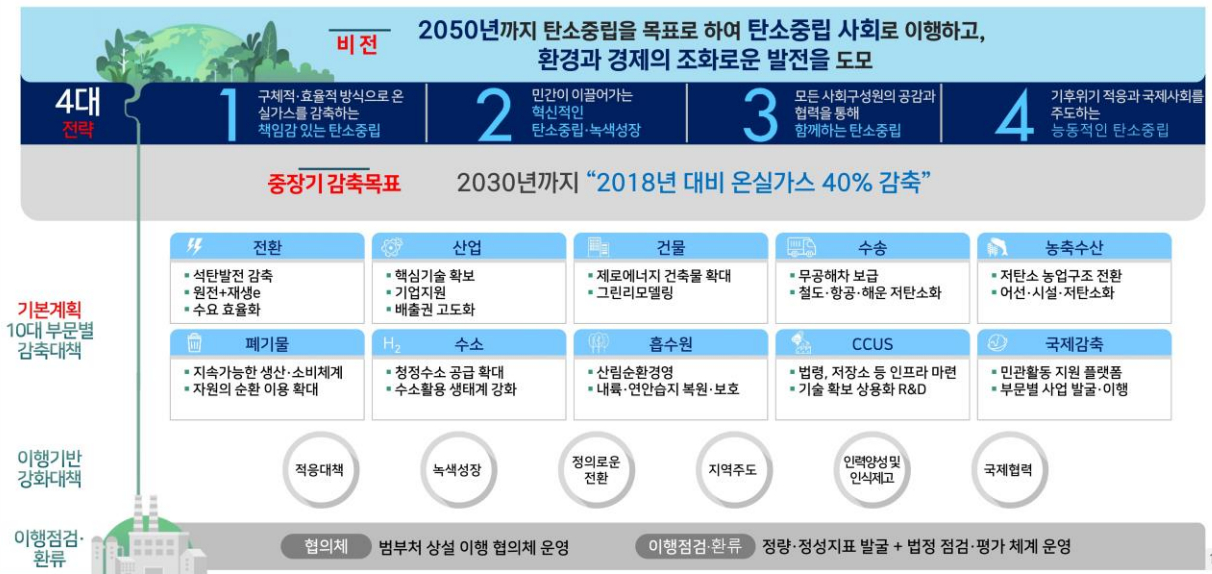 비전
2050년까지 탄소중립을 목표로 하여 탄소중립 사회로 이행하고,
환경과 경제의 조화로운 발전을 도모
4대
전략
1
구체적·효율적 방식으로 온
실가스를 감축하는
책임감 있는 탄소중립
2
민간이 이끌어가는
혁신적인
탄소중립·녹색성장
3
모든 사회구성원의 공감과
협력을 통해
함께하는 탄소중립
4
기후위기 적응과 국제사회를
주도하는
능동적인 탄소중립
중장기 감축목표
2030년까지 “2018년 대비 온실가스 40% 감축”
기본계획
10대 부문별
감축대책
전환
▪ 석탄발전 감축
▪ 원전+재생e
▪ 수요 효율화
산업
▪ 핵심기술 확보
▪ 기업지원
▪ 배출권 고도화
건물
▪ 제로에너지 건축물 확대
▪ 그린리모델링
수송
▪ 무공해차 보급
▪ 철도·항공·해운 저탄소화
농축수산
▪ 저탄소 농업구조 전환
▪ 어선·시설·저탄소화
폐기물
▪ 지속가능한 생산·소비체계
▪ 자원의 순환 이용 확대
H₂ 수소
▪ 청정수소 공급 확대
▪ 수소활용 생태계 강화
흡수원
▪ 산림순환경영
▪ 내륙·연안습지 복원·보호
CCUS
▪ 법령, 저장소 등 인프라 마련
▪ 기술 확보 상용화 R&D
국제감축
▪ 민관활동 지원 플랫폼
▪ 부문별 사업 발굴·이행
이행기반
강화대책
적응대책
녹색성장
정의로운
전환
지역주도
인력양성 및
인식제고
국제협력
이행점검·
환류
협의체 범부처 상설 이행 협의체 운영
이행점검·환류 정량·정성지표 발굴 + 법정 점검·평가 체계 운영